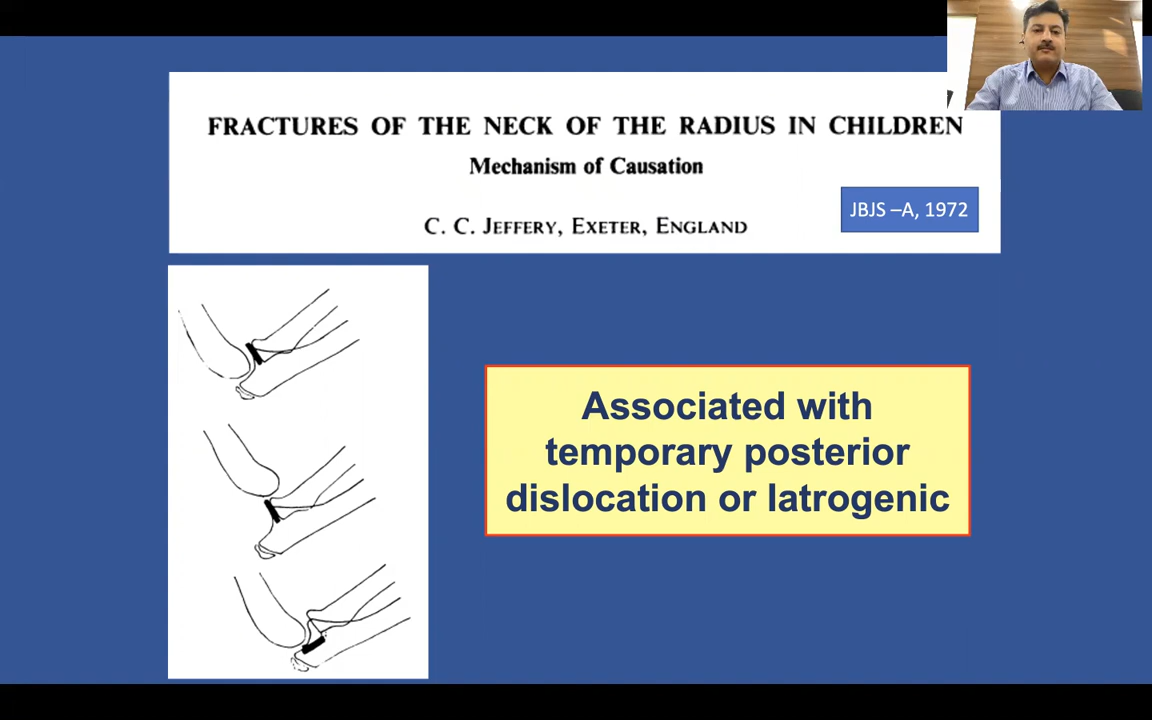 FRACTURES OF THE NECK OF THE RADIUS IN CHILDREN
Mechanism of Causation
C. C. JEFFERY, EXETER, ENGLAND
JBJS –A, 1972
Associated with
temporary posterior
dislocation or Iatrogenic